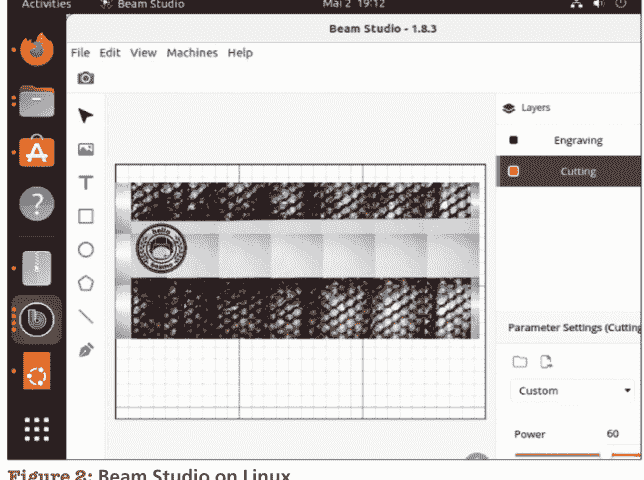 Activities Beam Studio Mai 2 19:12
Beam Studio - 1.8.3
File Edit View Machines Help
Layers
Engraving
Cutting
hello
Parameter Settings (Cutting
Custom
Power 60
Figure 2: Beam Studio on Linux